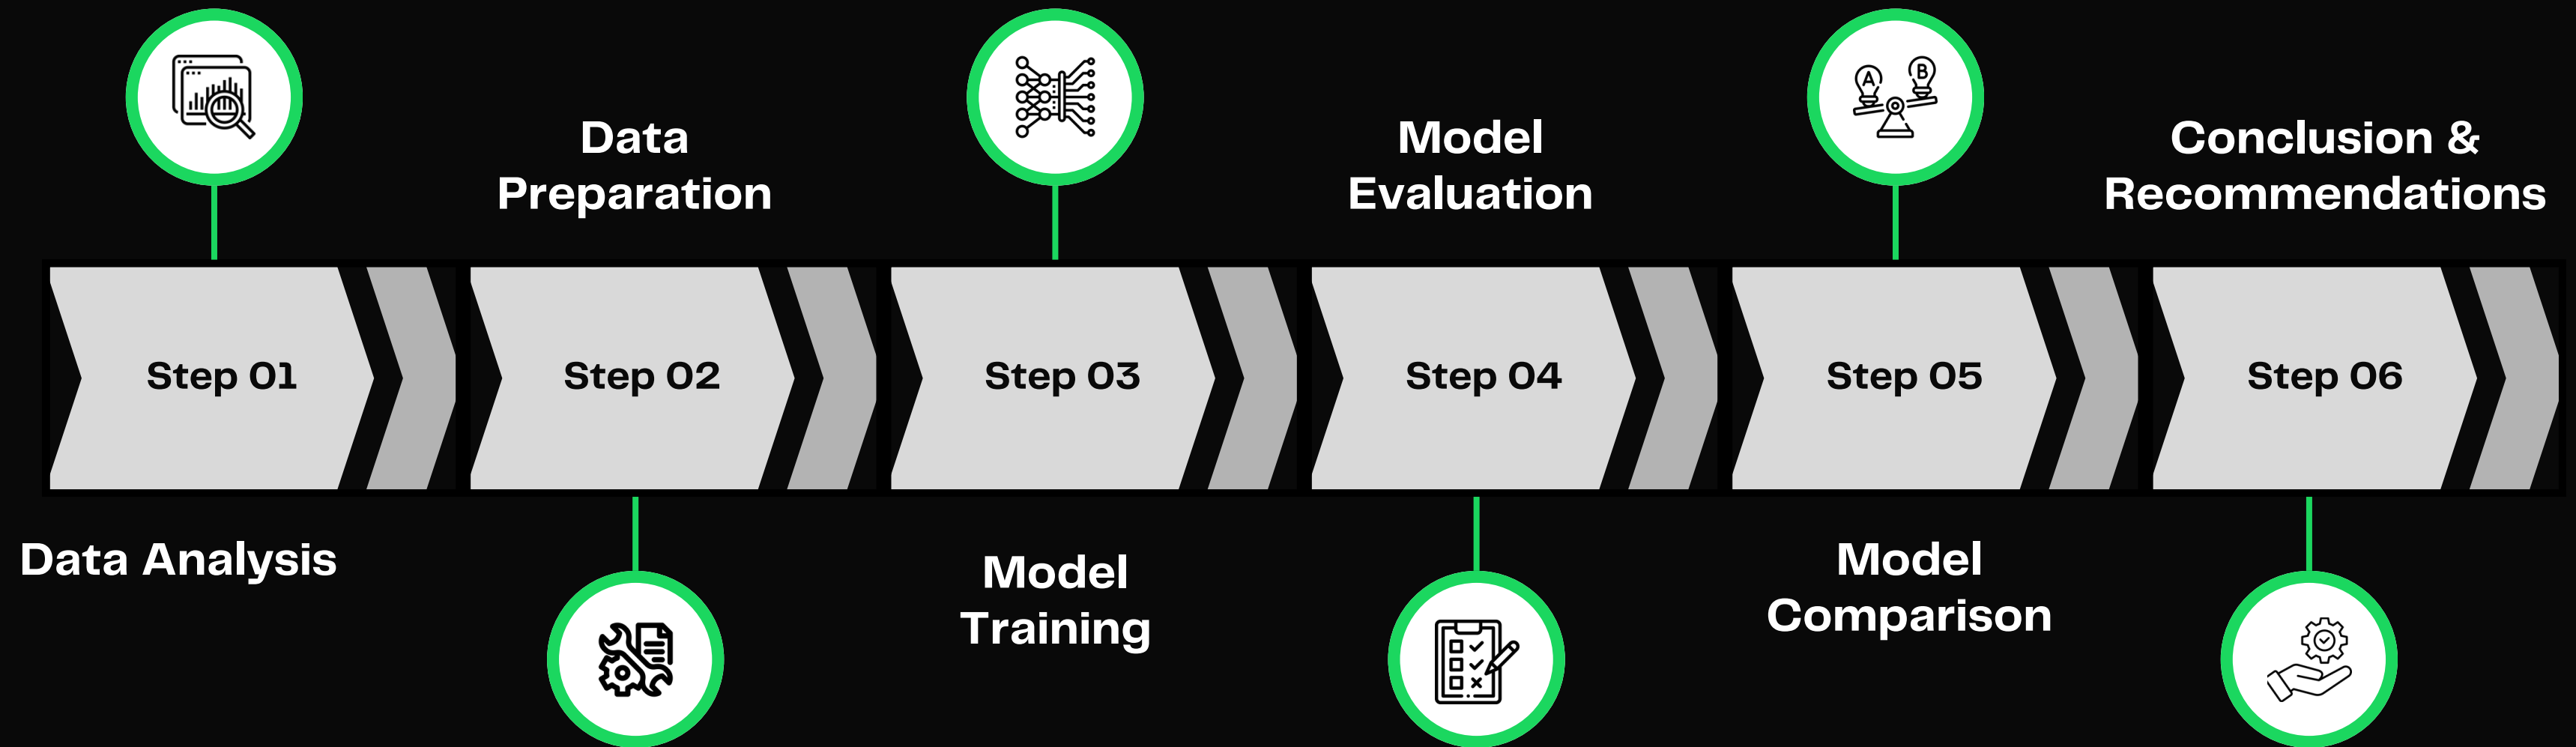 A
B
Data
Preparation
Model
Evaluation
Conclusion &
Recommendations
Step 01
Step 02
Step 03
Step 04
Step 05
Step 06
Data Analysis
Model
Training
Model
Comparison